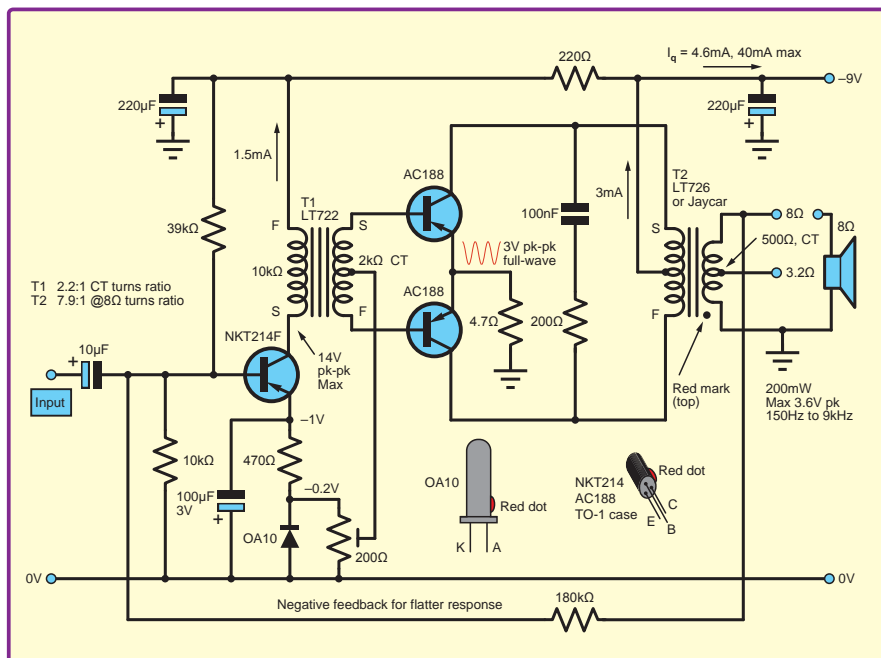 220Ω
I q = 4.6mA, 40mA max
–9V
220µF
+
220µF
+
1.5mA
AC188
T1
LT722
100nF
3mA
T2
LT726
or Jaycar
8Ω
8Ω
39kΩ
F
S
S
3V pk-pk
full-wave
500Ω, CT
10kΩ
2kΩ CT
3.2Ω
T1 2.2:1 CT turns ratio
T2 7.9:1 @8Ω turns ratio
S
F
AC188
4.7Ω
200Ω
F
NKT214F
10µF
+
14V
pk-pk
Max
Red mark
(top)
200mW
Max 3.6V pk
150Hz to 9kHz
Input
–1V
10kΩ
470Ω
100µF
3V
+
–0.2V
OA10
200Ω
OA10
Red dot
K A
NKT214
AC188
TO-1 case
Red dot
C
B
E
0V
0V
Negative feedback for flatter response
180kΩ